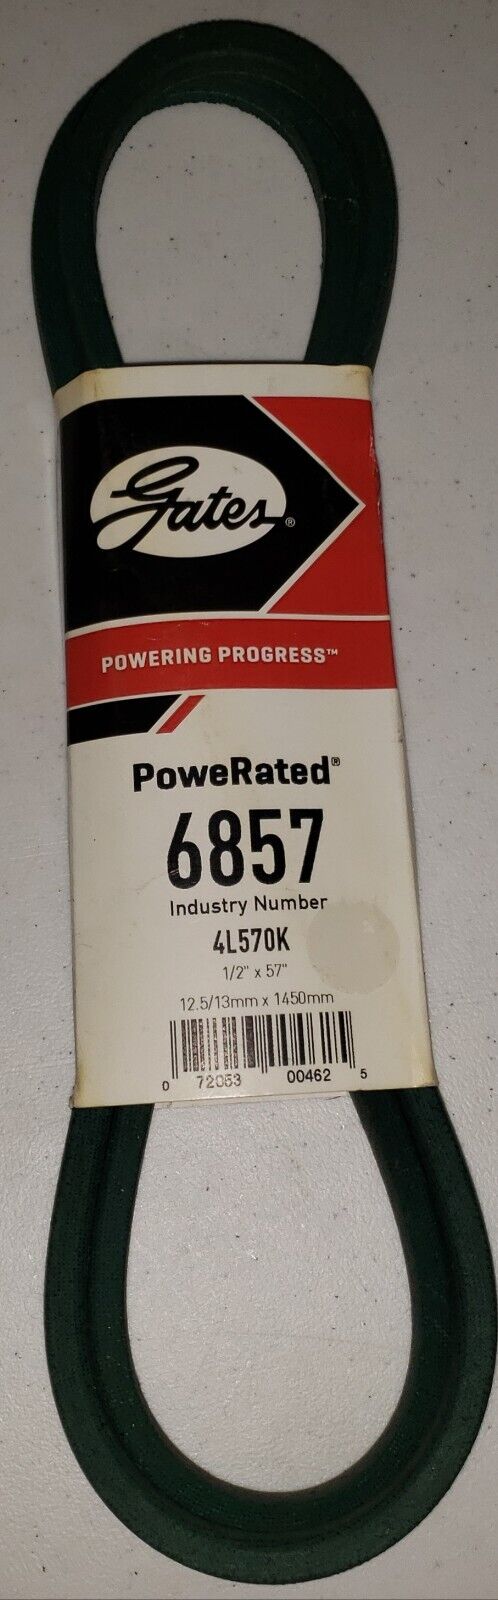 Gates®
POWERING PROGRESS™
PoweRated®
6857
Industry Number
4L570K
1/2" x 57"
12.5/13mm x 1450mm
0 72053 00462 5